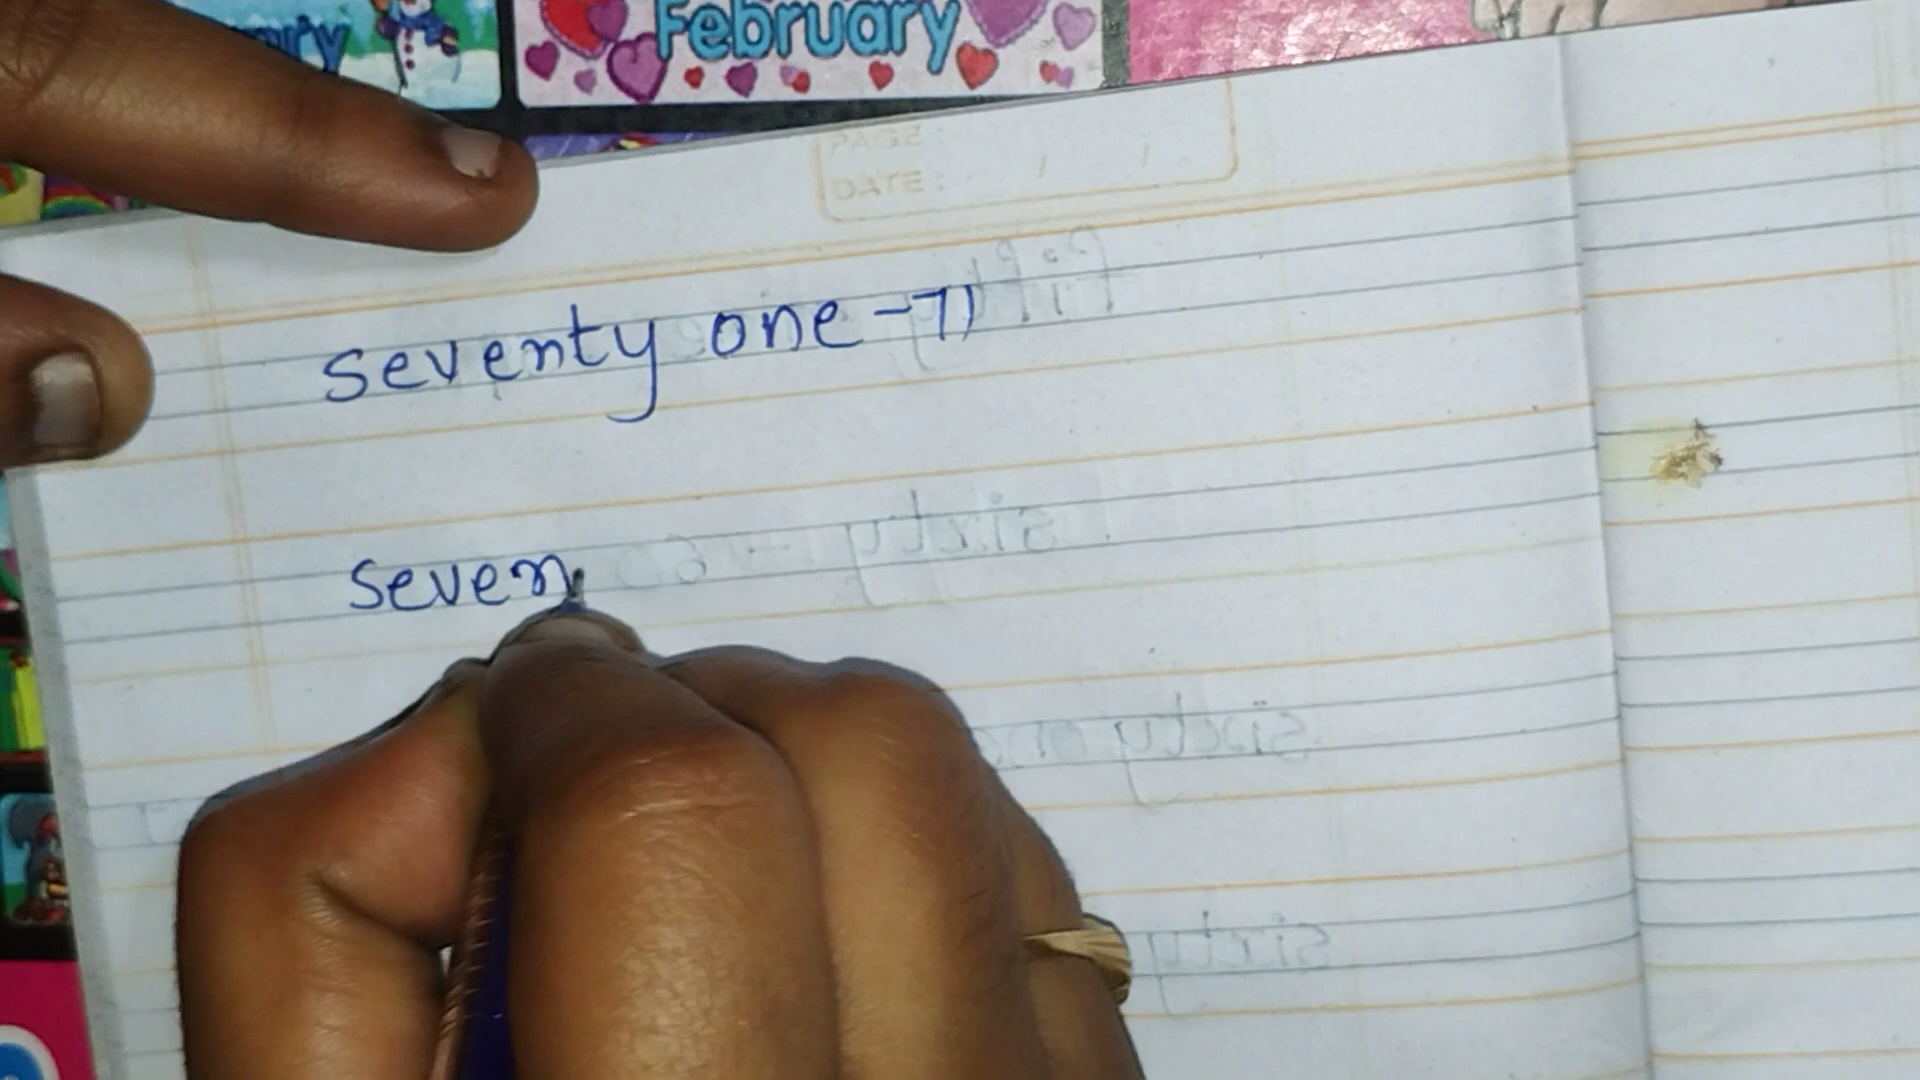 February
PAGE:
DATE: / /
seventy one - 71
seven